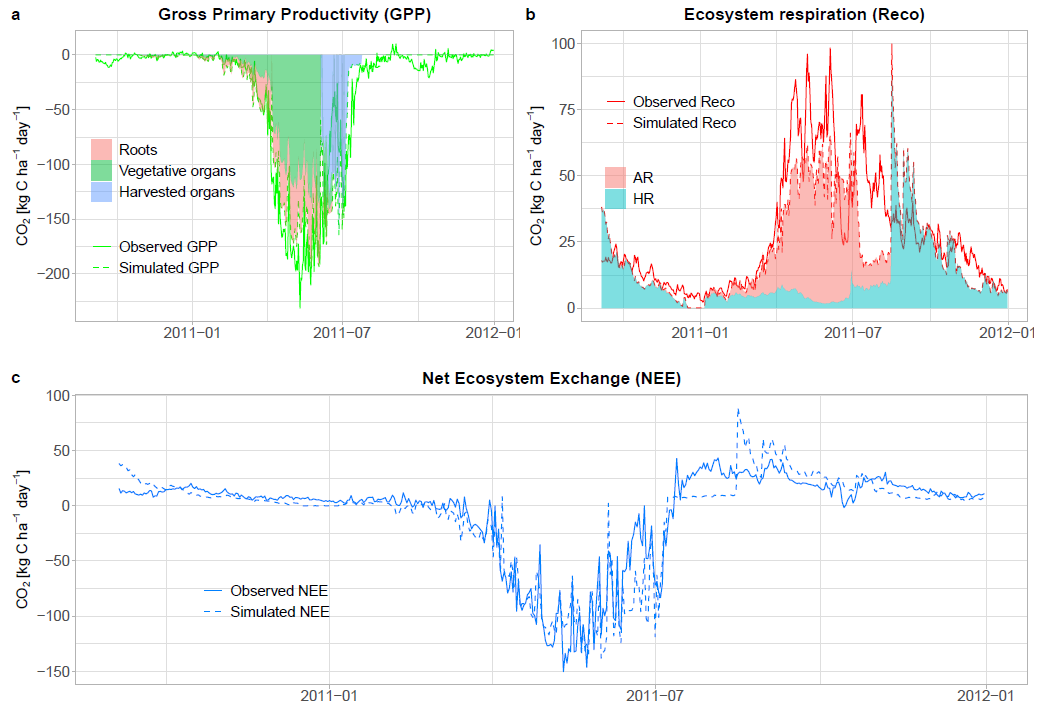 a
Gross Primary Productivity (GPP)
CO₂ [kg C ha⁻¹ day⁻¹]
0
−50
−100
−150
−200
Roots
Vegetative organs
Harvested organs
Observed GPP
Simulated GPP
2011−01
2011−07
2012−01
b
Ecosystem respiration (Reco)
CO₂ [kg C ha⁻¹ day⁻¹]
100
75
50
25
0
Observed Reco
Simulated Reco
AR
HR
2011−01
2011−07
2012−01
c
Net Ecosystem Exchange (NEE)
CO₂ [kg C ha⁻¹ day⁻¹]
100
50
0
−50
−100
−150
Observed NEE
Simulated NEE
2011−01
2011−07
2012−01